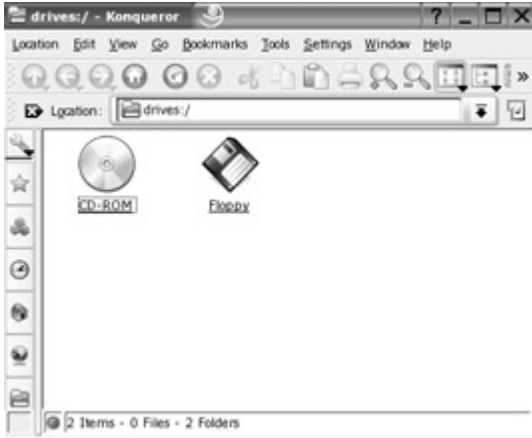 drives:/ - Konqueror ? _ X
Location Edit View Go Bookmarks Tools Settings Window Help
»
Location: drives:/
CD-ROM Floppy
2 Items - 0 Files - 2 Folders